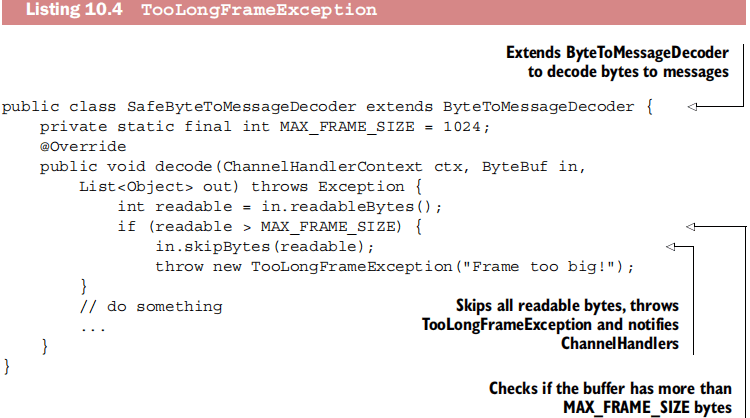 Listing 10.4 TooLongFrameException
Extends ByteToMessageDecoder
to decode bytes to messages
public class SafeByteToMessageDecoder extends ByteToMessageDecoder {
    private static final int MAX_FRAME_SIZE = 1024;
    @Override
    public void decode(ChannelHandlerContext ctx, ByteBuf in,
        List<Object> out) throws Exception {
            int readable = in.readableBytes();
            if (readable > MAX_FRAME_SIZE) {
                in.skipBytes(readable);
                throw new TooLongFrameException("Frame too big!");
        }
        // do something
        ...
    }
}
Skips all readable bytes, throws
TooLongFrameException and notifies
ChannelHandlers
Checks if the buffer has more than
MAX_FRAME_SIZE bytes